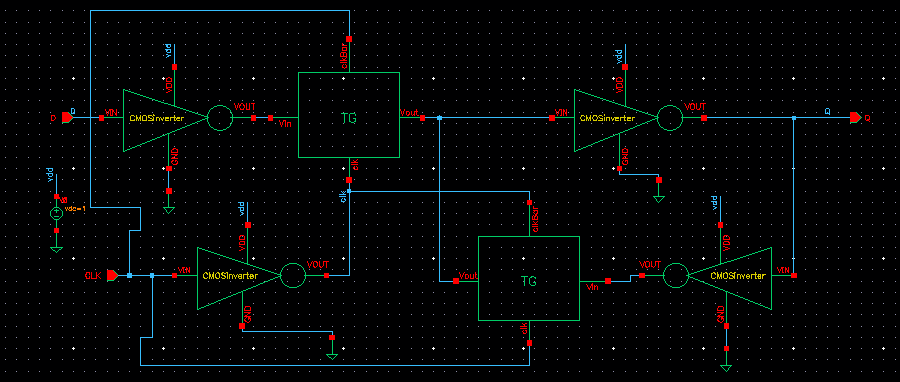 clkBar
vdd
VDD
vdd
VDD
D
D
VIN
CMOSinverter
VOUT
Vin
TG
Vout
VIN
CMOSinverter
VOUT
Q
Q
GND
clk
GND
vdd
V0
vdc=1
clk
vdd
VDD
clkBar
vdd
VDD
CLK
VIN
CMOSinverter
VOUT
Vout
TG
Vin
VOUT
CMOSinverter
VIN
GND
clk
GND